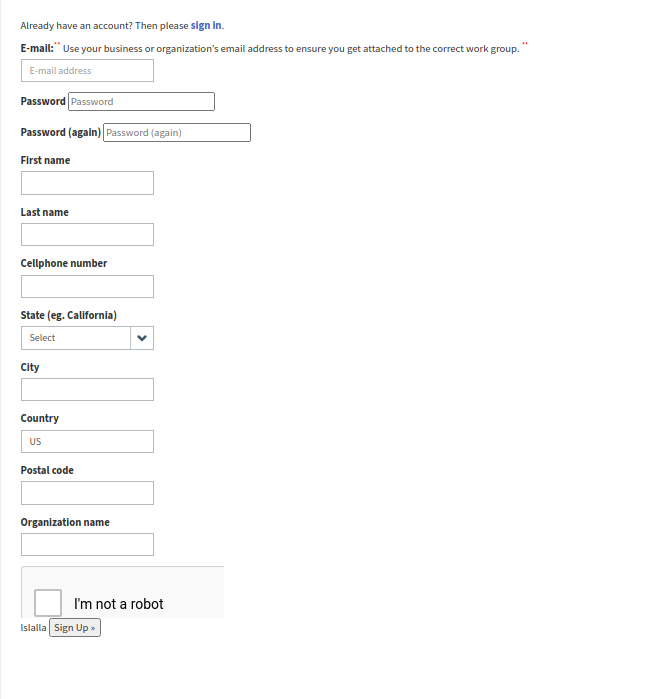 Already have an account? Then please sign in.
E-mail:** Use your business or organization's email address to ensure you get attached to the correct work group. **
E-mail address
Password Password
Password (again) Password (again)
First name
Last name
Cellphone number
State (eg. California)
Select
City
Country
US
Postal code
Organization name
I'm not a robot
lslalla Sign Up »